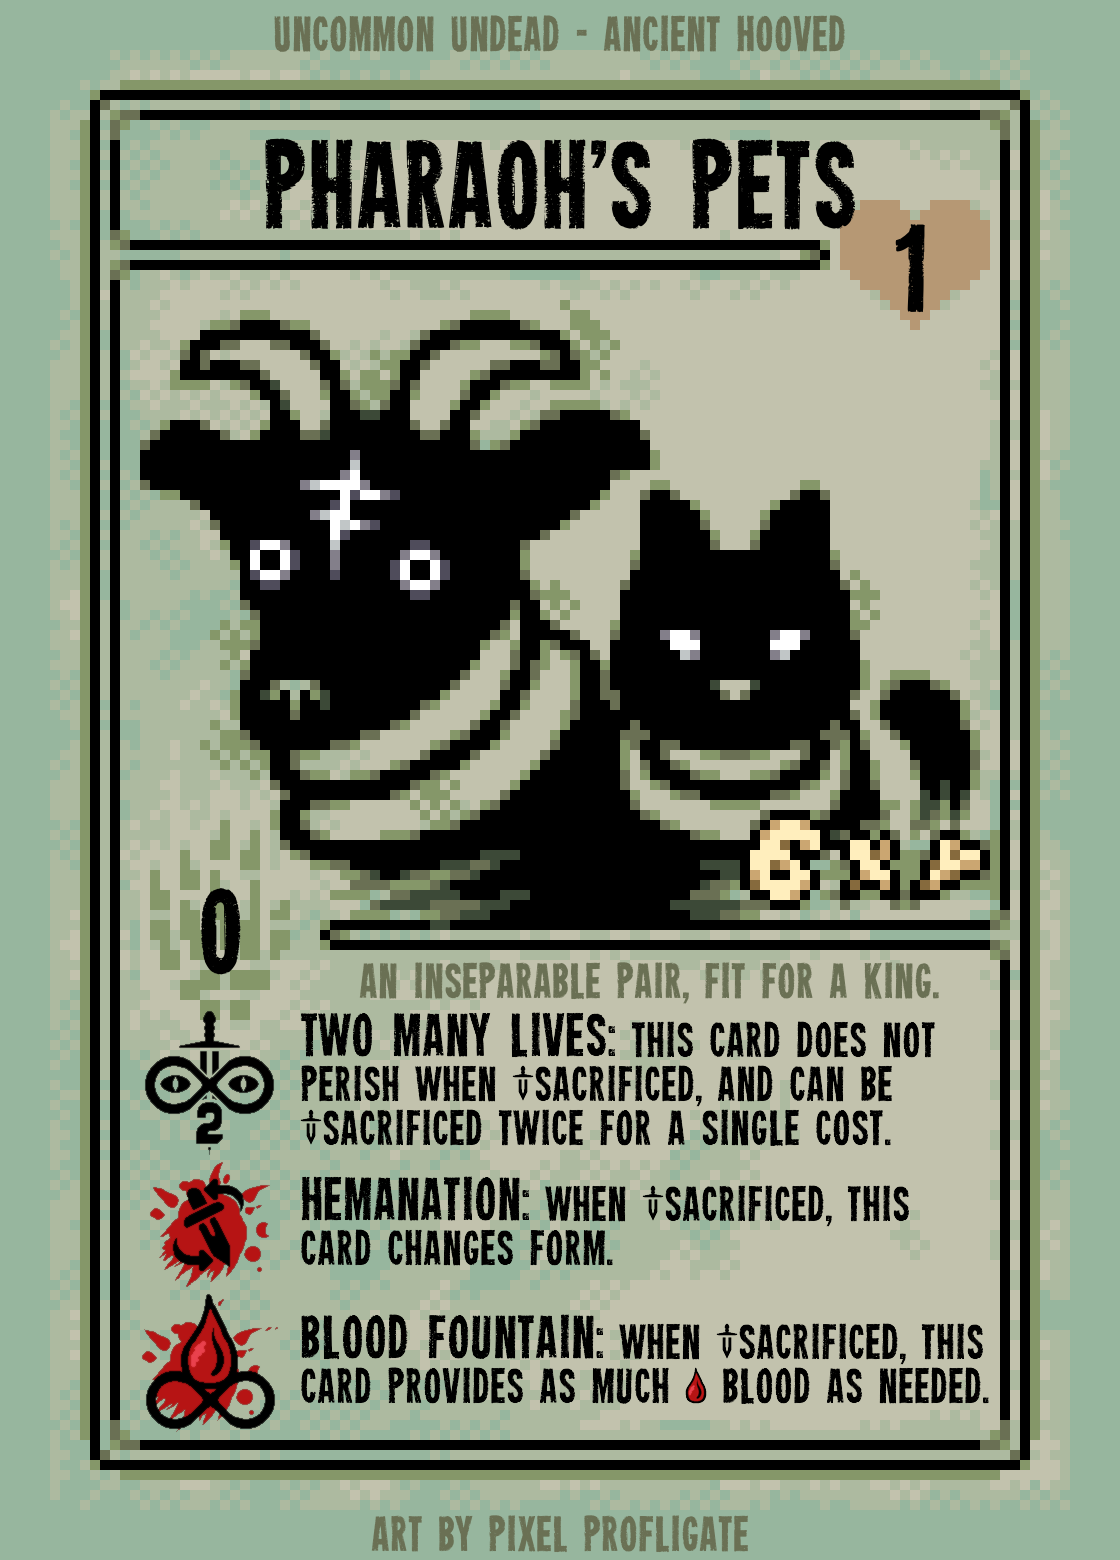 UNCOMMON UNDEAD - ANCIENT HOOVED
PHARAOH'S PETS
1
6 X
0
AN INSEPARABLE PAIR, FIT FOR A KING.
TWO MANY LIVES: THIS CARD DOES NOT
PERISH WHEN SACRIFICED, AND CAN BE
SACRIFICED TWICE FOR A SINGLE COST.
2
HEMANATION: WHEN SACRIFICED, THIS
CARD CHANGES FORM.
BLOOD FOUNTAIN: WHEN SACRIFICED, THIS
CARD PROVIDES AS MUCH BLOOD AS NEEDED.
ART BY PIXEL PROFLIGATE